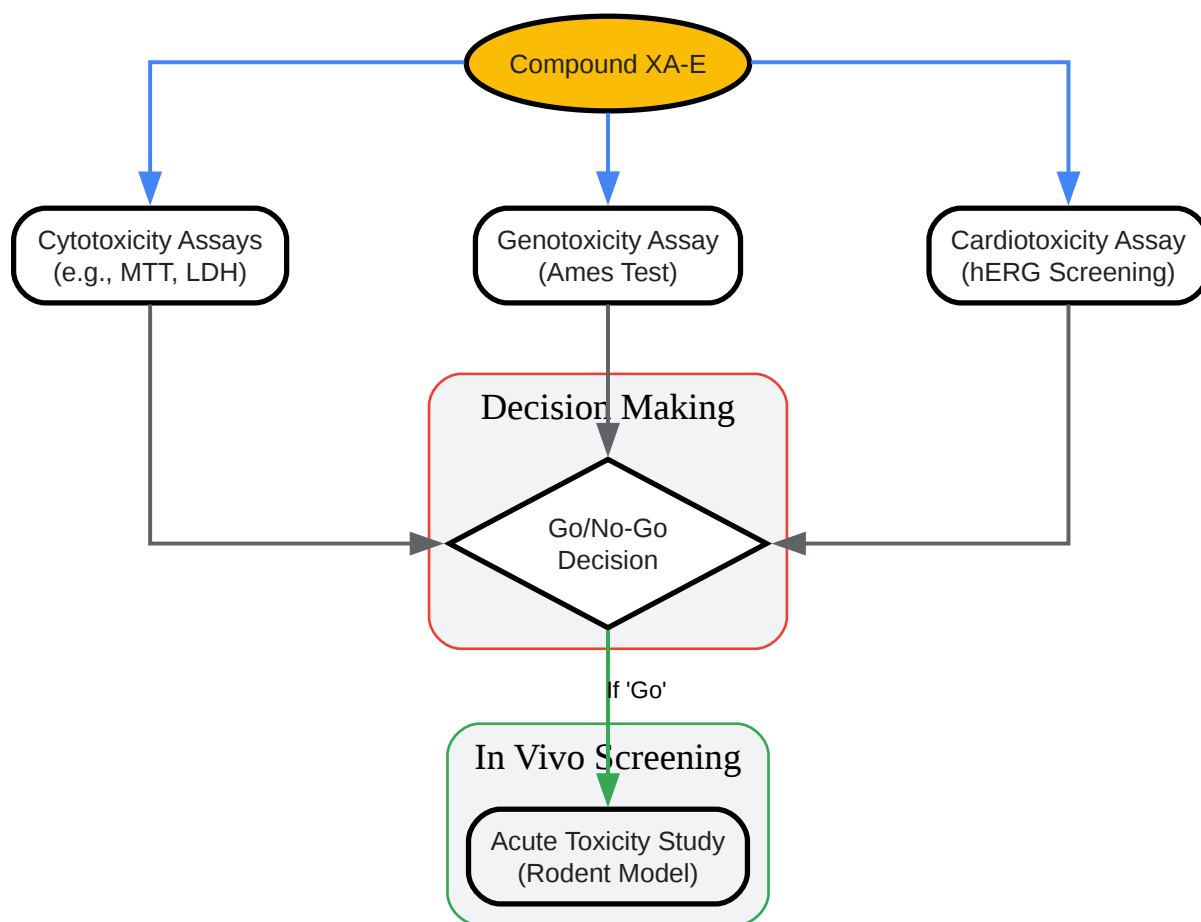 Compound XA-E
Cytotoxicity Assays
(e.g., MTT, LDH)
Genotoxicity Assay
(Ames Test)
Cardiotoxicity Assay
(hERG Screening)
Decision Making
Go/No-Go
Decision
If 'Go'
In Vivo Screening
Acute Toxicity Study
(Rodent Model)